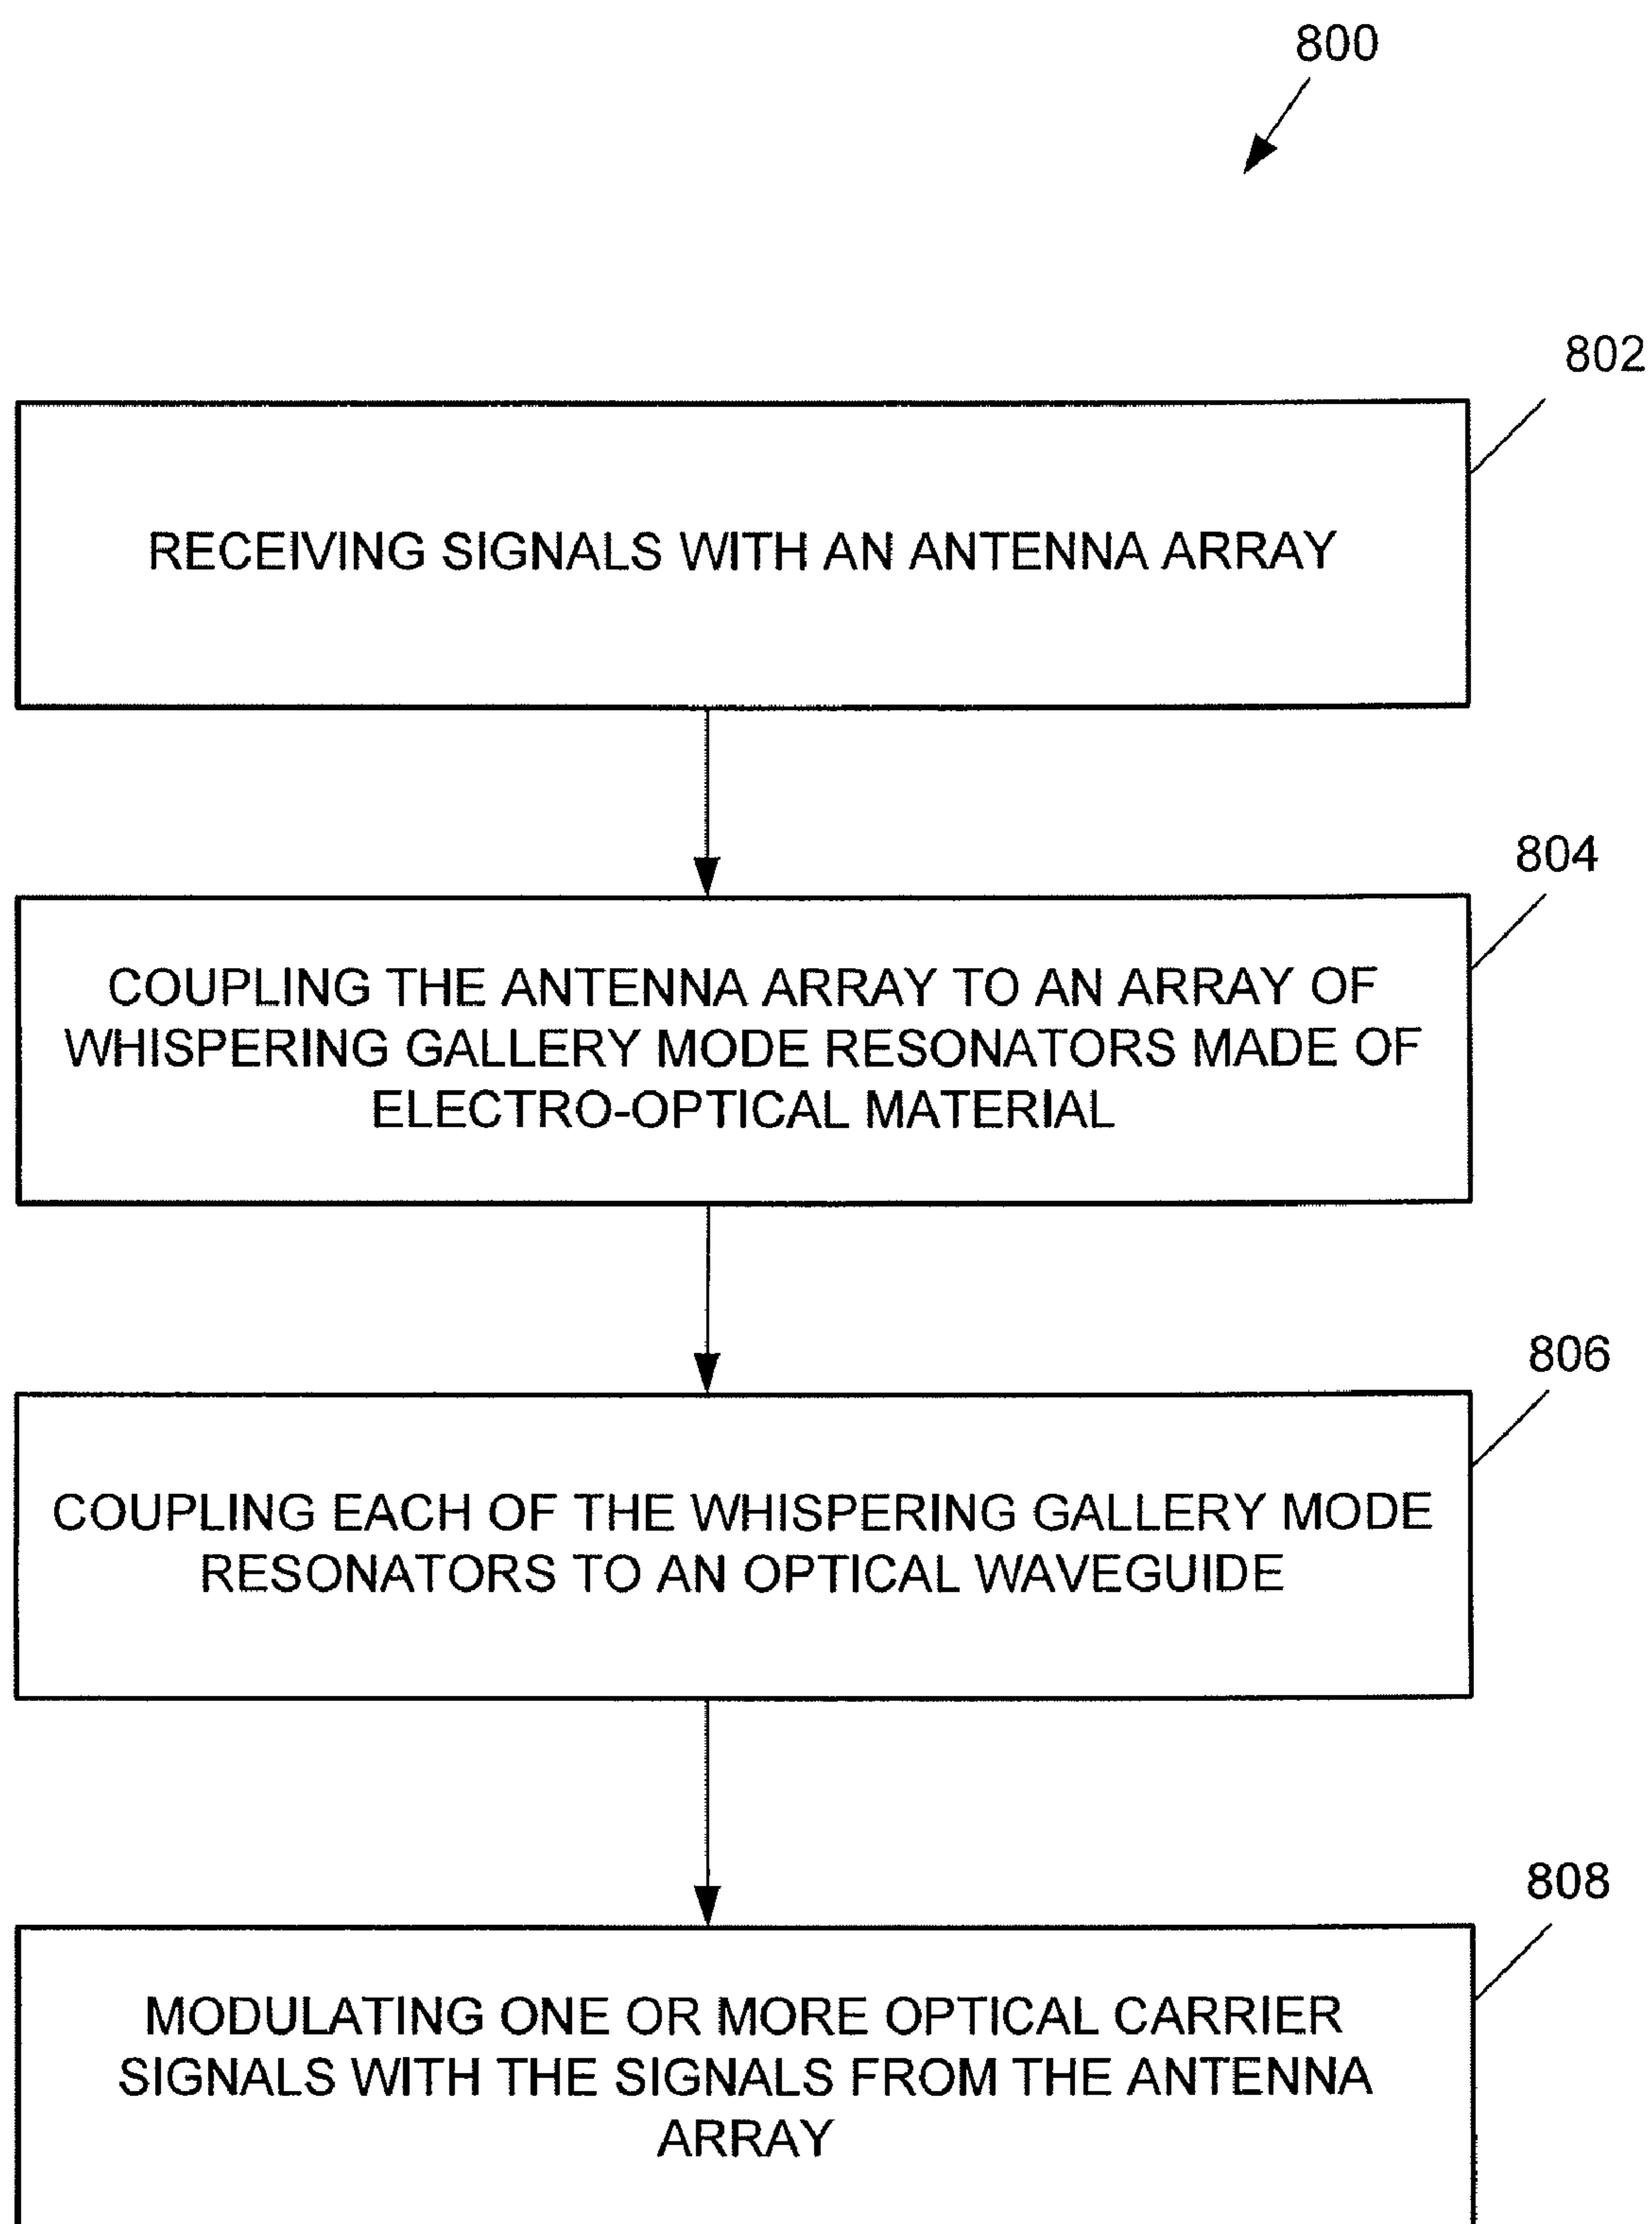 800
802
RECEIVING SIGNALS WITH AN ANTENNA ARRAY
804
COUPLING THE ANTENNA ARRAY TO AN ARRAY OF
WHISPERING GALLERY MODE RESONATORS MADE OF
ELECTRO-OPTICAL MATERIAL
806
COUPLING EACH OF THE WHISPERING GALLERY MODE
RESONATORS TO AN OPTICAL WAVEGUIDE
808
MODULATING ONE OR MORE OPTICAL CARRIER
SIGNALS WITH THE SIGNALS FROM THE ANTENNA
ARRAY